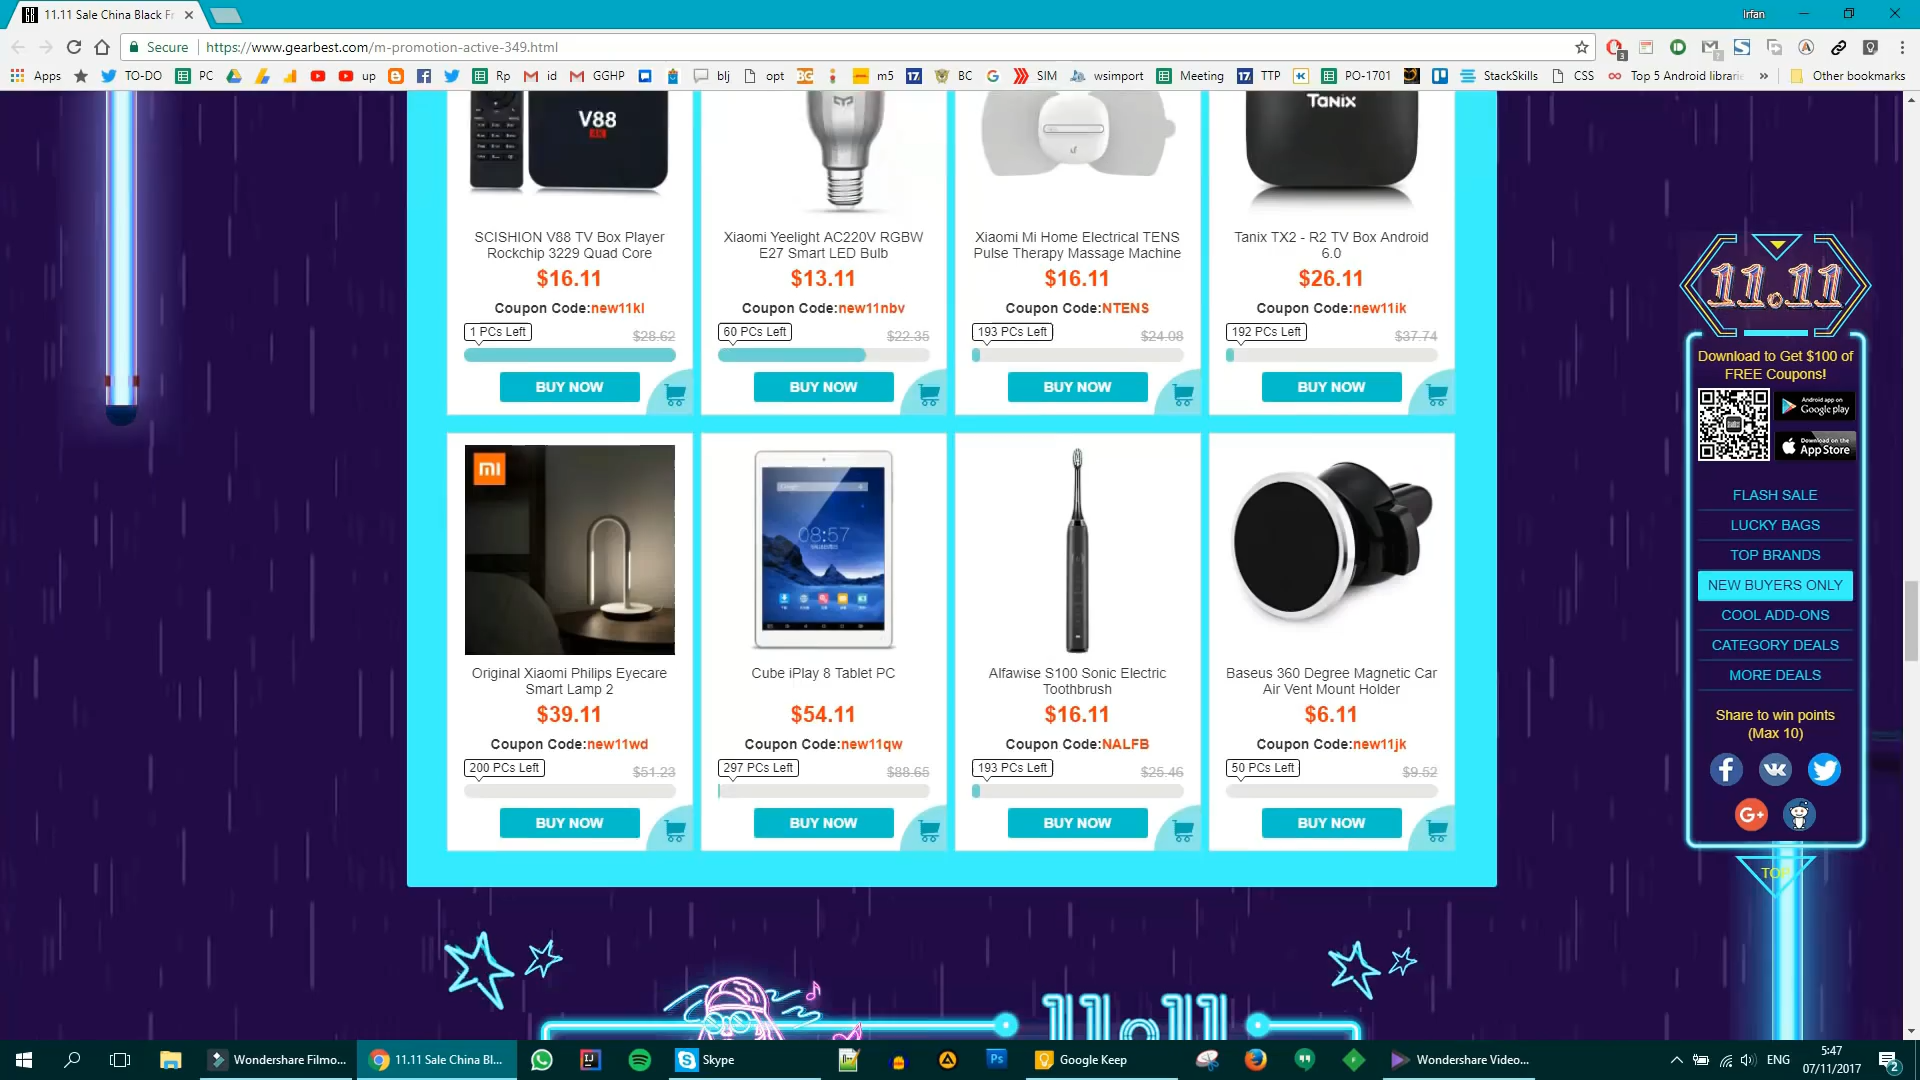 11.11 Sale China Black Fr
Irfan
Secure
https://www.gearbest.com/m-promotion-active-349.html
Apps
TO-DO
PC
up
Rp
id
GGHP
blj
opt
BG
m5
17.
BC
SIM
wsimport
Meeting
17.
TTP
PO-1701
StackSkills
CSS
Top 5 Android librarie
»
Other bookmarks
V88
Tanix
SCISHION V88 TV Box Player
Rockchip 3229 Quad Core
$16.11
Coupon Code:new11kl
1 PCs Left
$28.62
BUY NOW
Xiaomi Yeelight AC220V RGBW
E27 Smart LED Bulb
$13.11
Coupon Code:new11nbv
60 PCs Left
$22.35
BUY NOW
Xiaomi Mi Home Electrical TENS
Pulse Therapy Massage Machine
$16.11
Coupon Code:NTENS
193 PCs Left
$24.08
BUY NOW
Tanix TX2 - R2 TV Box Android
6.0
$26.11
Coupon Code:new11ik
192 PCs Left
$37.74
BUY NOW
mi
Original Xiaomi Philips Eyecare
Smart Lamp 2
$39.11
Coupon Code:new11wd
200 PCs Left
$51.23
BUY NOW
08:57
Cube iPlay 8 Tablet PC
$54.11
Coupon Code:new11qw
297 PCs Left
$88.65
BUY NOW
Alfawise S100 Sonic Electric
Toothbrush
$16.11
Coupon Code:NALFB
193 PCs Left
$25.46
BUY NOW
Baseus 360 Degree Magnetic Car
Air Vent Mount Holder
$6.11
Coupon Code:new11jk
50 PCs Left
$9.52
BUY NOW
11.11
11.11
Download to Get $100 of
FREE Coupons!
Android app on
Google play
Download on the
App Store
FLASH SALE
LUCKY BAGS
TOP BRANDS
NEW BUYERS ONLY
COOL ADD-ONS
CATEGORY DEALS
MORE DEALS
Share to win points
(Max 10)
G+
TOP
Wondershare Filmo...
11.11 Sale China Bl...
Skype
Ps
Google Keep
Wondershare Video...
ENG
5:47
07/11/2017
2